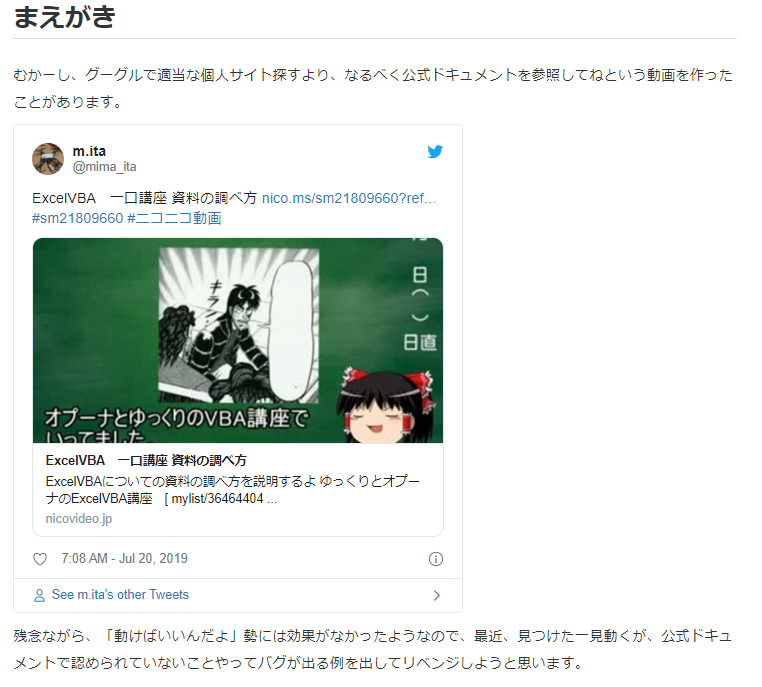 まえがき
むかーし、グーグルで適当な個人サイト探すより、なるべく公式ドキュメントを参照してねという動画を作った
ことがあります。
m.ita
@mima_ita
ExcelVBA　一口講座 資料の調べ方 nico.ms/sm21809660?ref…
#sm21809660 #ニコニコ動画
キラン
日
(
)
日直
オプーナとゆっくりのVBA講座で
いってました。
ExcelVBA　一口講座 資料の調べ方
ExcelVBAについての資料の調べ方を説明するよ ゆっくりとオプー
ナのExcelVBA講座　[ mylist/36464404 ...
nicovideo.jp
7:08 AM - Jul 20, 2019
See m.ita's other Tweets
残念ながら、「動けばいいんだよ」勢には効果がなかったようなので、最近、見つけた一見動くが、公式ドキュ
メントで認められていないことやってバグが出る例を出してリベンジしようと思います。